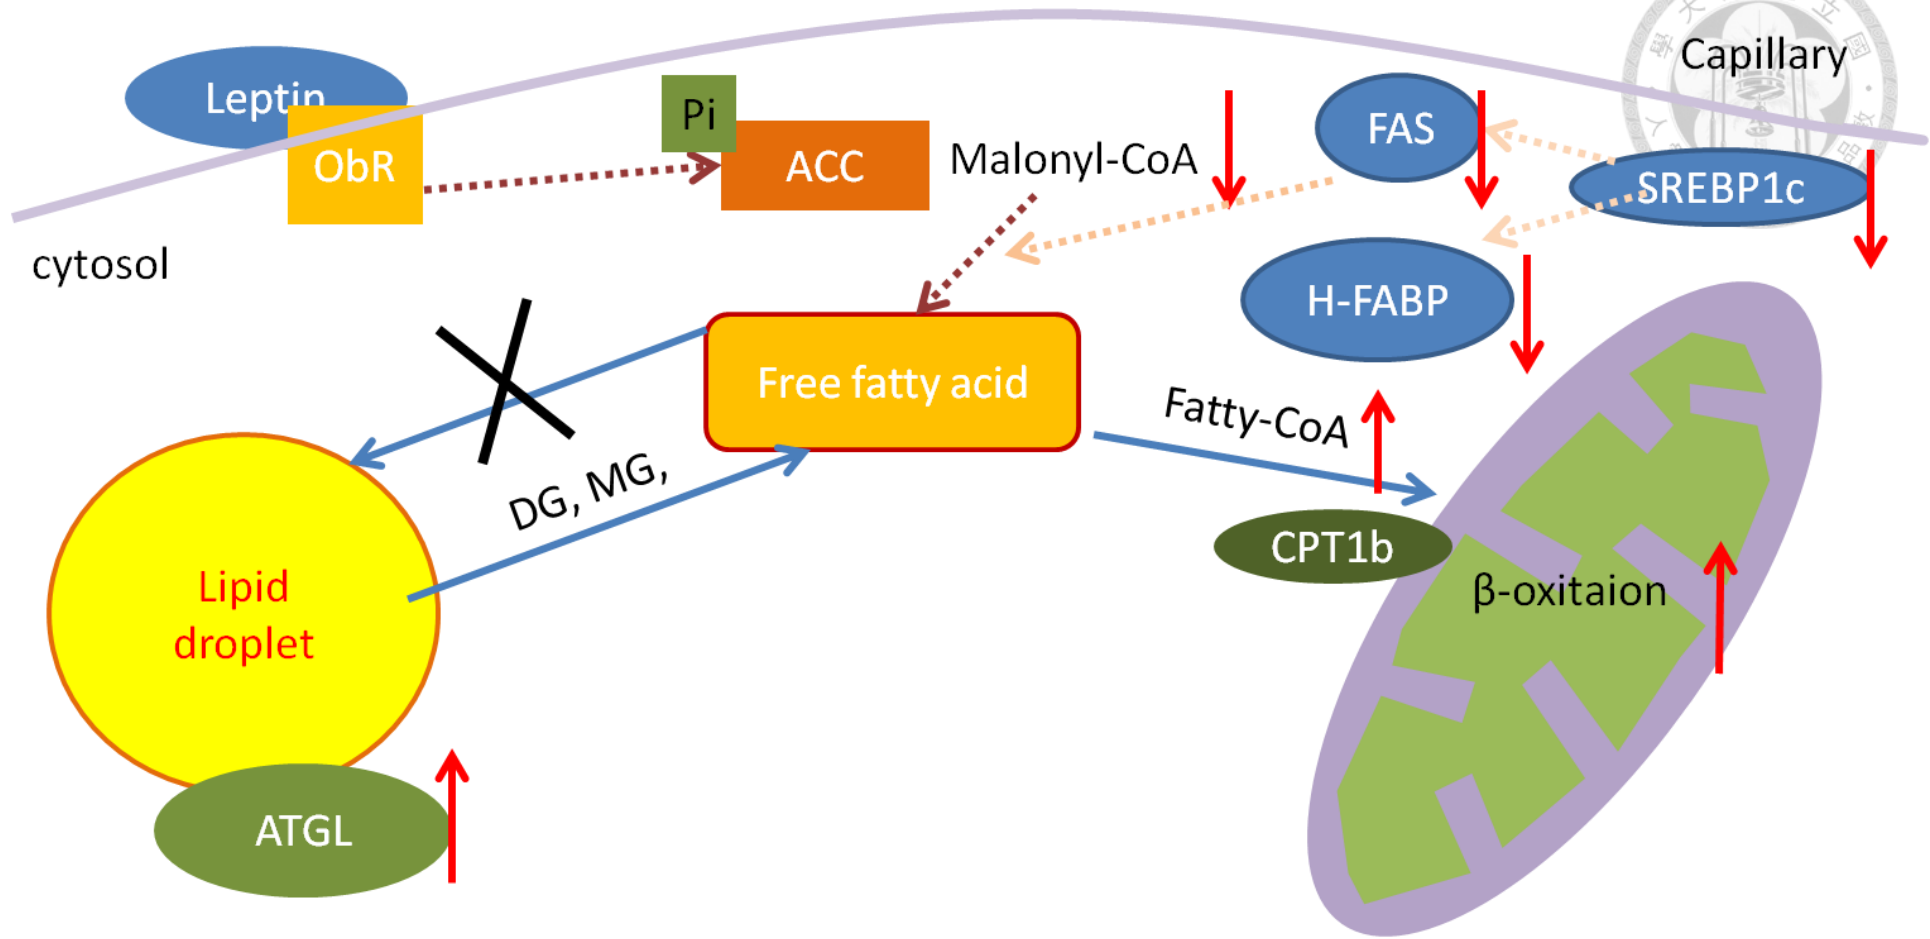 Capillary
Leptin
ObR
Pi
ACC
Malonyl-CoA
FAS
SREBP1c
cytosol
H-FABP
Free fatty acid
Fatty-CoA
DG, MG,
CPT1b
Lipid
droplet
β-oxitaion
ATGL